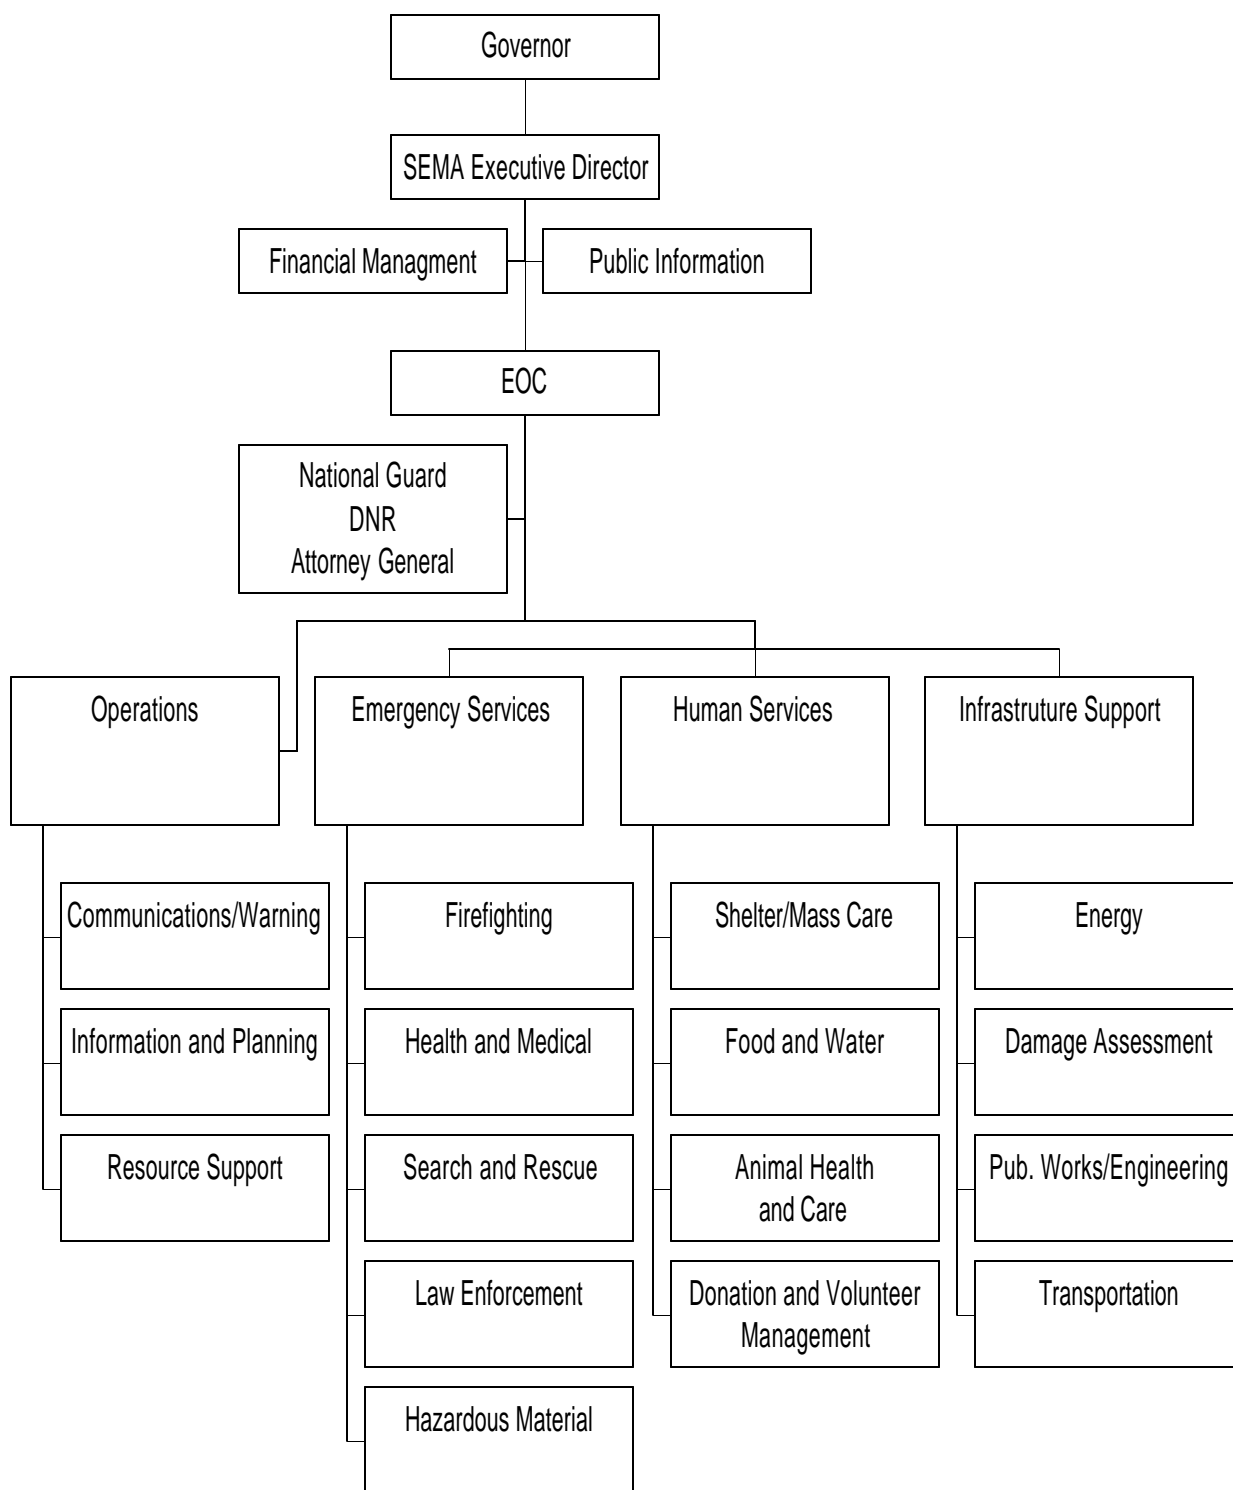 Governor
SEMA Executive Director
Financial Managment
Public Information
EOC
National Guard
DNR
Attorney General
Operations
Emergency Services
Human Services
Infrastruture Support
Communications/Warning
Firefighting
Shelter/Mass Care
Energy
Information and Planning
Health and Medical
Food and Water
Damage Assessment
Resource Support
Search and Rescue
Animal Health
and Care
Pub. Works/Engineering
Law Enforcement
Donation and Volunteer
Management
Transportation
Hazardous Material